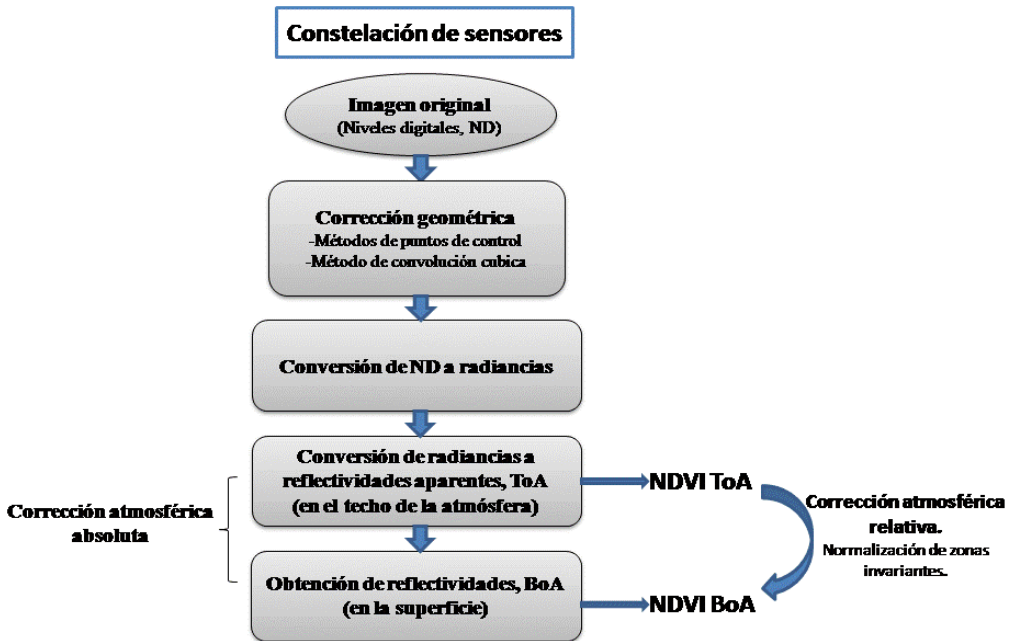 Constelación de sensores
Imagen original
(Niveles digitales, ND)
Corrección geométrica
-Métodos de puntos de control
-Método de convolución cubica
Conversión de ND a radiancias
Conversión de radiancias a
reflectividades aparentes, ToA
(en el techo de la atmósfera)
NDVI ToA
Corrección atmosférica
absoluta
Corrección atmosférica
relativa.
Normalización de zonas
invariantes.
Obtención de reflectividades, BoA
(en la superficie)
NDVI BoA